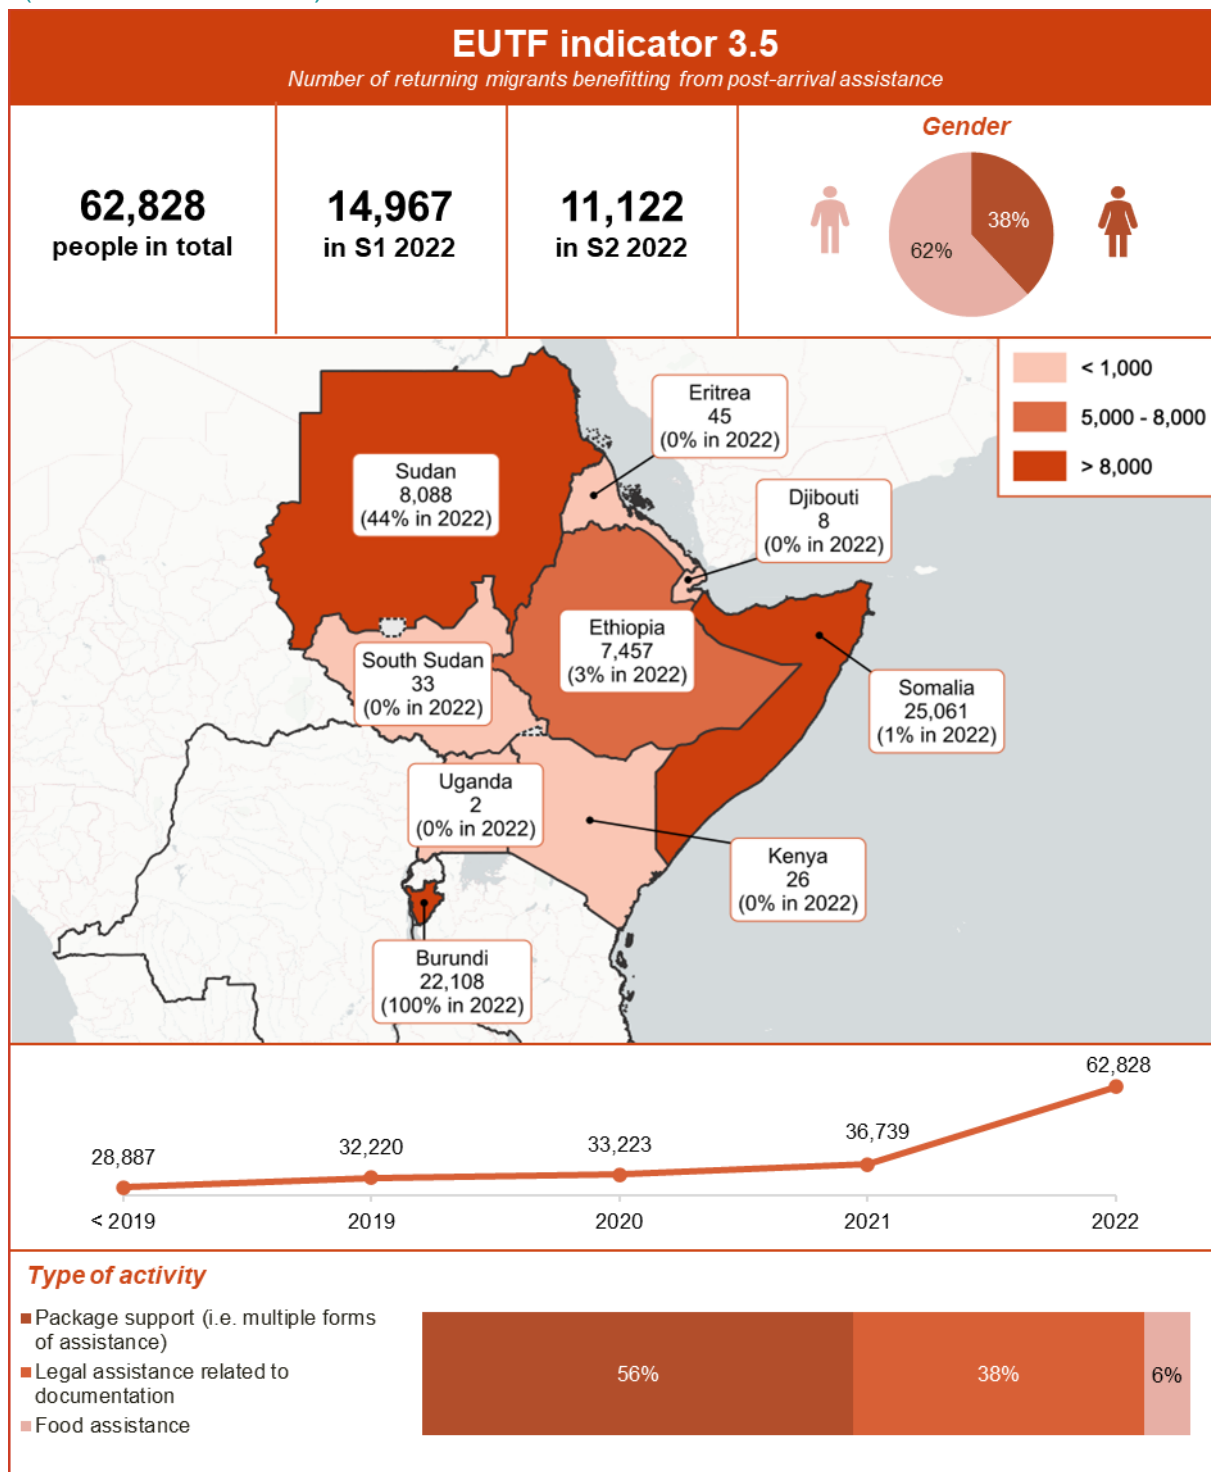 EUTF indicator 3.5
Number of returning migrants benefitting from post-arrival assistance
62,828
people in total
14,967
in S1 2022
11,122
in S2 2022
Gender
38%
62%
< 1,000
5,000 - 8,000
> 8,000
Eritrea
45
(0% in 2022)
Sudan
8,088
(44% in 2022)
Djibouti
8
(0% in 2022)
Ethiopia
7,457
(3% in 2022)
South Sudan
33
(0% in 2022)
Somalia
25,061
(1% in 2022)
Uganda
2
(0% in 2022)
Kenya
26
(0% in 2022)
Burundi
22,108
(100% in 2022)
28,887
32,220
33,223
36,739
62,828
< 2019
2019
2020
2021
2022
Type of activity
Package support (i.e. multiple forms
of assistance)
Legal assistance related to
documentation
Food assistance
56%
38%
6%